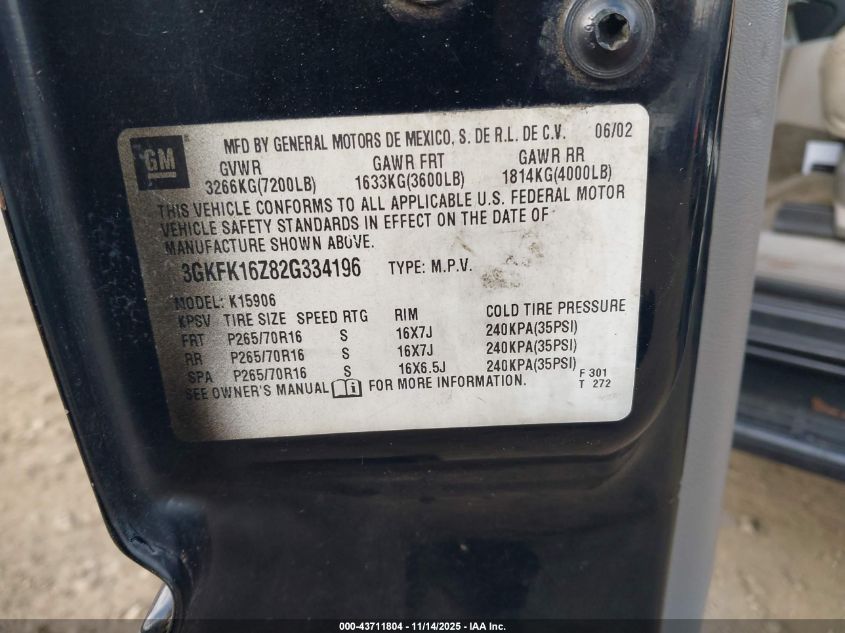 GM
MFD BY GENERAL MOTORS DE MEXICO, S. DE R.L. DE C.V. 06/02
GVWR GAWR FRT GAWR RR
3266KG(7200LB) 1633KG(3600LB) 1814KG(4000LB)
THIS VEHICLE CONFORMS TO ALL APPLICABLE U.S. FEDERAL MOTOR
VEHICLE SAFETY STANDARDS IN EFFECT ON THE DATE OF
MANUFACTURE SHOWN ABOVE.
3GKFK16Z82G334196 TYPE: M.P.V.
MODEL: K15906
KPSV TIRE SIZE SPEED RTG RIM COLD TIRE PRESSURE
FRT P265/70R16 S 16X7J 240KPA(35PSI)
RR P265/70R16 S 16X7J 240KPA(35PSI)
SPA P265/70R16 S 16X6.5J 240KPA(35PSI)
SEE OWNER'S MANUAL FOR MORE INFORMATION. F 301
T 272
000-43711804 | 11/14/2025 - IAA Inc.